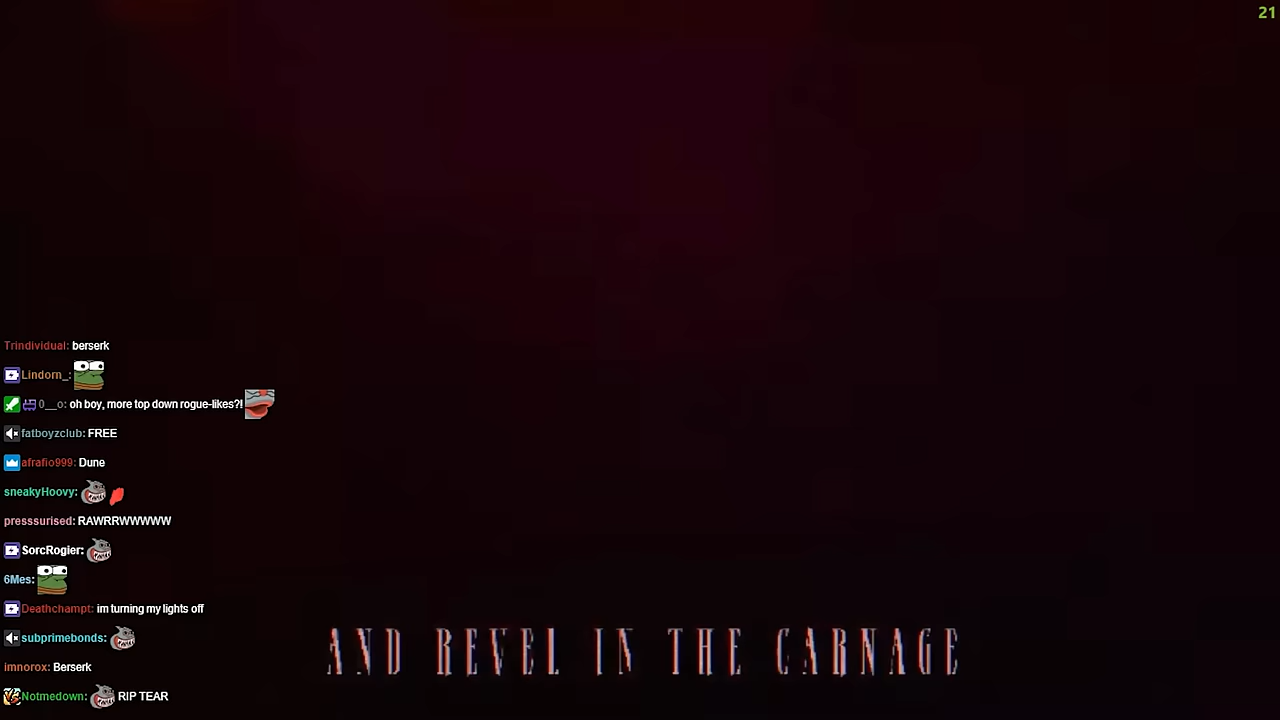 21
Trindividual: berserk
Lindorn_:
0__o: oh boy, more top down rogue-likes?!
fatboyzclub: FREE
afrafio999: Dune
sneakyHoovy:
presssurised: RAWRRWWWWW
SorcRogier:
6Mes:
Deathchampt: im turning my lights off
subprimebonds:
imnorox: Berserk
Notmedown: RIP TEAR
AND REVEL IN THE CARNAGE